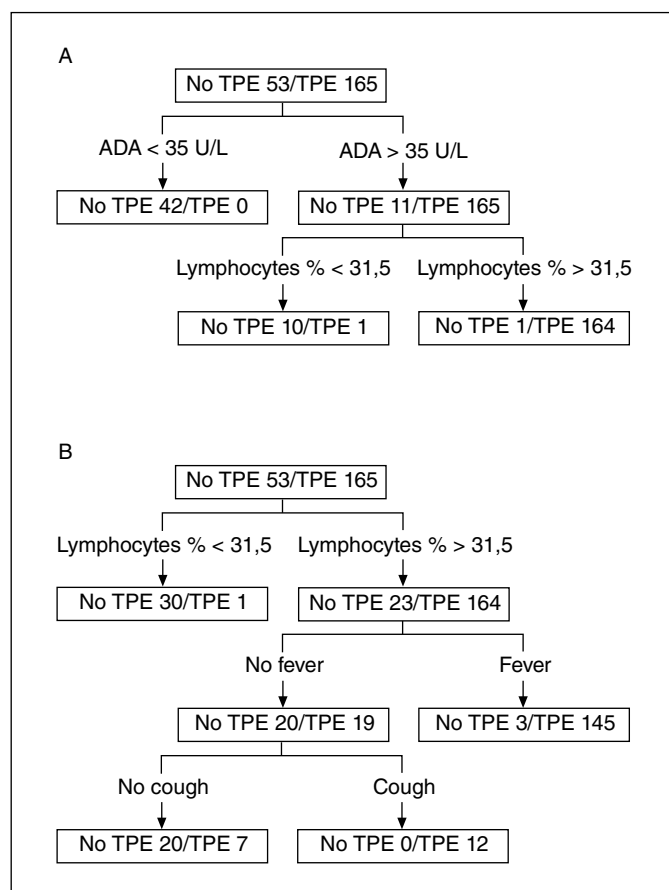 A
No TPE 53/TPE 165
ADA < 35 U/L
ADA > 35 U/L
No TPE 42/TPE 0
No TPE 11/TPE 165
Lymphocytes % < 31,5
Lymphocytes % > 31,5
No TPE 10/TPE 1
No TPE 1/TPE 164
B
No TPE 53/TPE 165
Lymphocytes % < 31,5
Lymphocytes % > 31,5
No TPE 30/TPE 1
No TPE 23/TPE 164
No fever
Fever
No TPE 20/TPE 19
No TPE 3/TPE 145
No cough
Cough
No TPE 20/TPE 7
No TPE 0/TPE 12